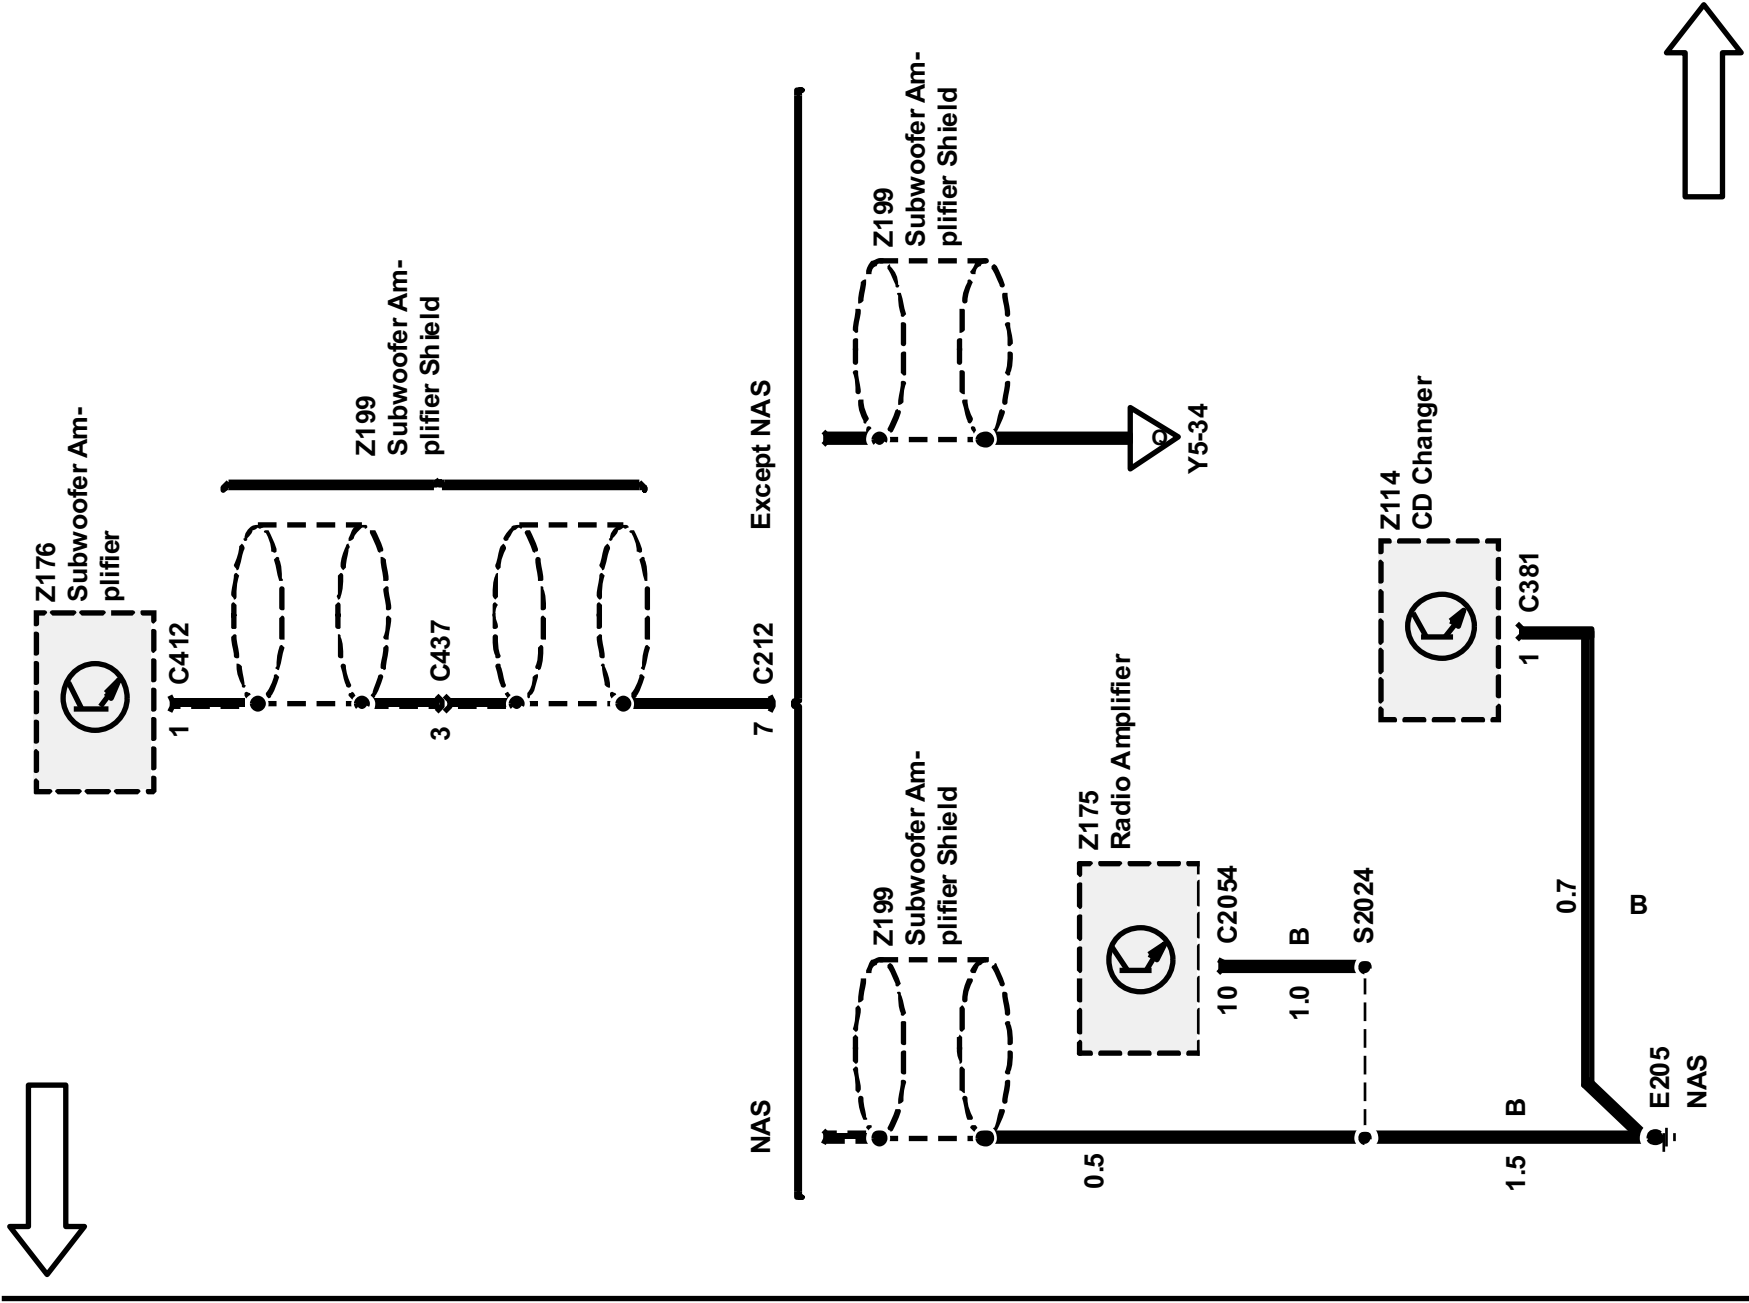 Z176
Subwoofer Am-
plifier
C412
1
Z199
Subwoofer Am-
plifier Shield
C437
3
C212
7
NAS
Except NAS
Z199
Subwoofer Am-
plifier Shield
Z199
Subwoofer Am-
plifier Shield
Q
Y5-34
Z175
Radio Amplifier
C2054
10
B
1.0
S2024
0.5
Z114
CD Changer
C381
1
0.7
B
B
1.5
E205
NAS